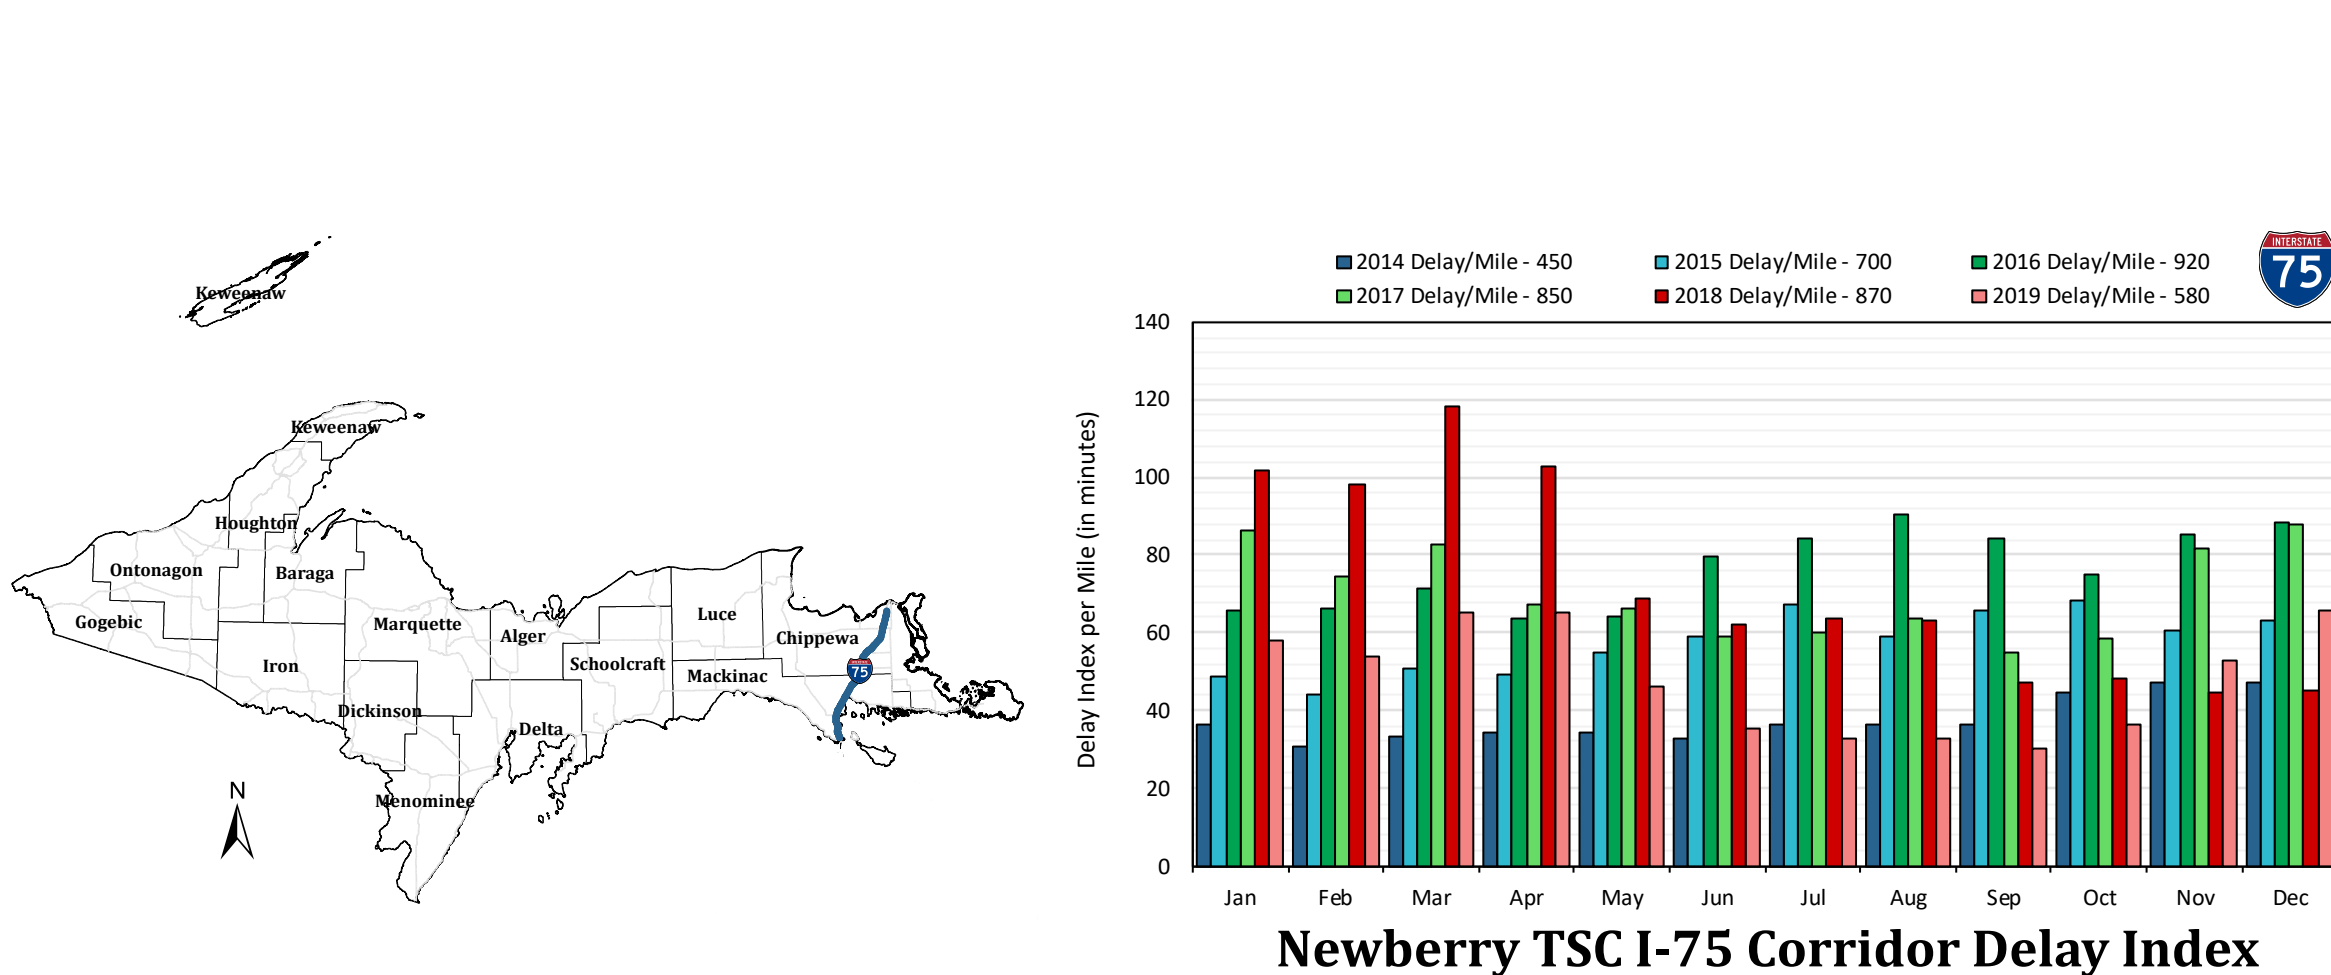 Keweenaw
Keweenaw
Houghton
Ontonagon
Baraga
Gogebic
Marquette
Alger
Luce
Chippewa
Iron
Schoolcraft
Mackinac
75
Dickinson
Delta
Menominee
N
2014 Delay/Mile - 450 2015 Delay/Mile - 700 2016 Delay/Mile - 920
2017 Delay/Mile - 850 2018 Delay/Mile - 870 2019 Delay/Mile - 580
INTERSTATE
75
Delay Index per Mile (in minutes)
140
120
100
80
60
40
20
0
Jan Feb Mar Apr May Jun Jul Aug Sep Oct Nov Dec
Newberry TSC I-75 Corridor Delay Index